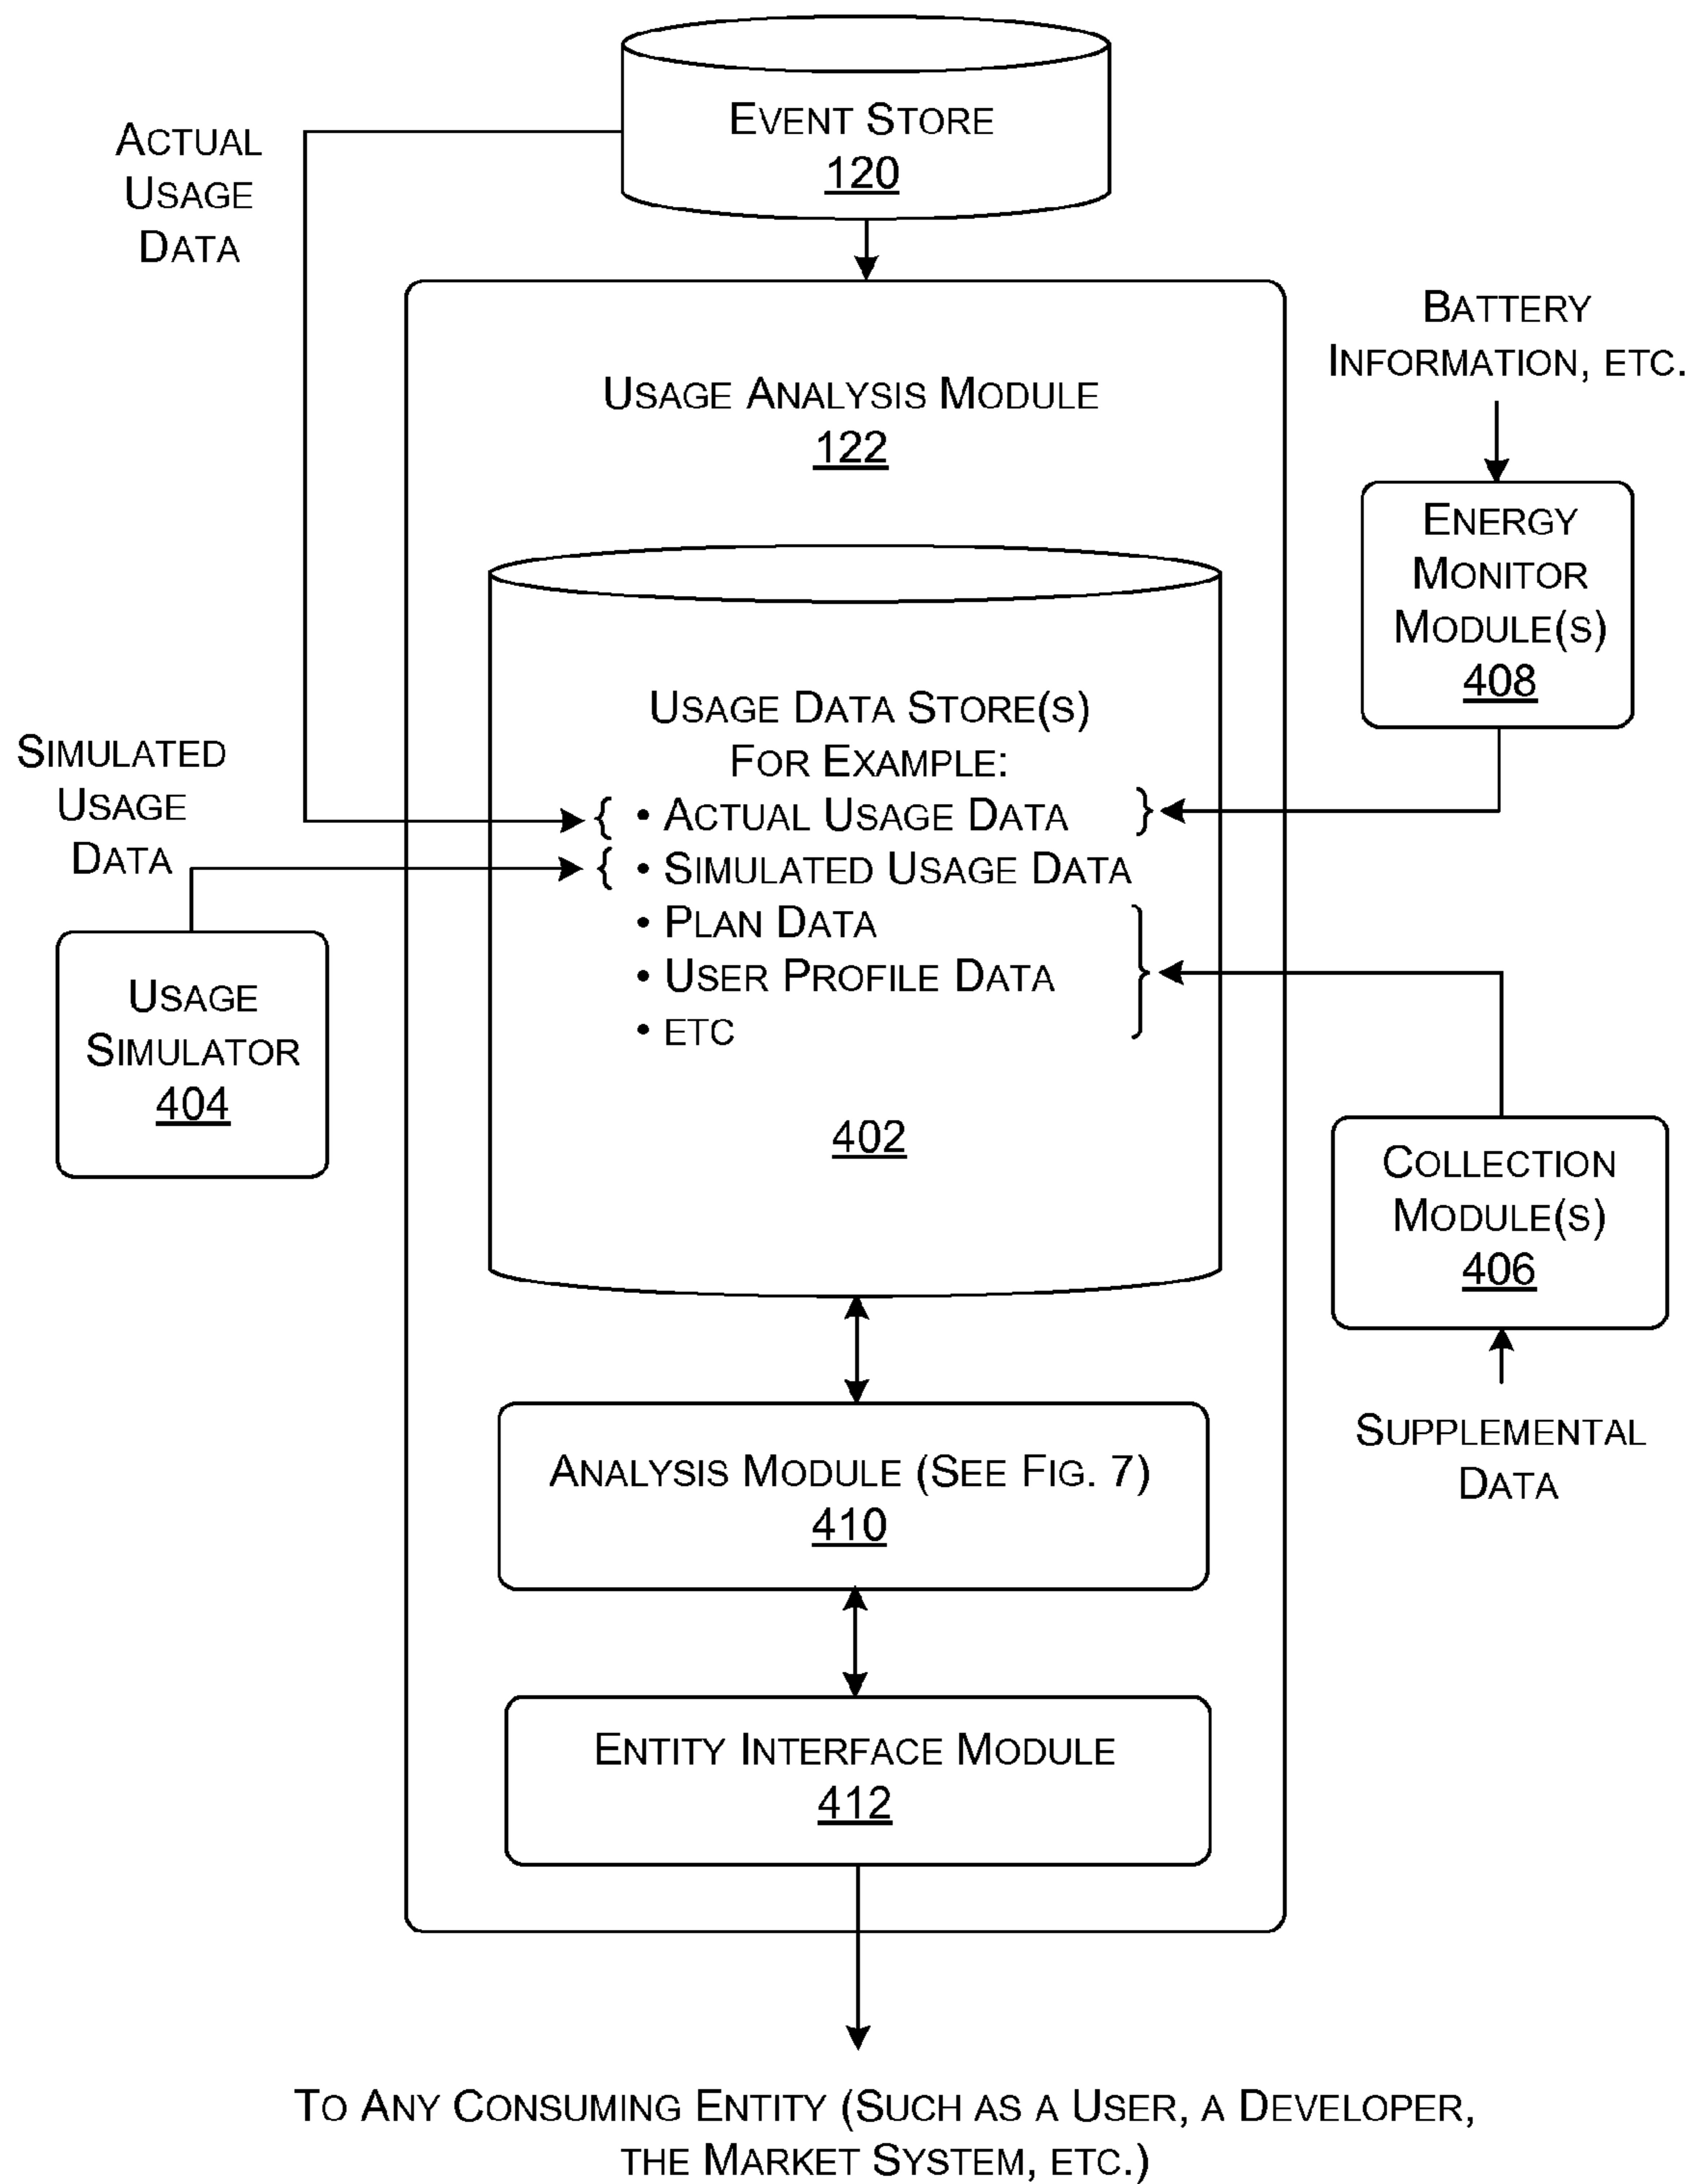 EVENT STORE
120
ACTUAL
USAGE
DATA
USAGE ANALYSIS MODULE
122
BATTERY
INFORMATION, ETC.
ENERGY
MONITOR
MODULE(S)
408
USAGE DATA STORE(S)
FOR EXAMPLE:
{ • ACTUAL USAGE DATA }
{ • SIMULATED USAGE DATA
• PLAN DATA
• USER PROFILE DATA
• ETC
402
SIMULATED
USAGE
DATA
USAGE
SIMULATOR
404
COLLECTION
MODULE(S)
406
SUPPLEMENTAL
DATA
ANALYSIS MODULE (SEE FIG. 7)
410
ENTITY INTERFACE MODULE
412
TO ANY CONSUMING ENTITY (SUCH AS A USER, A DEVELOPER,
THE MARKET SYSTEM, ETC.)